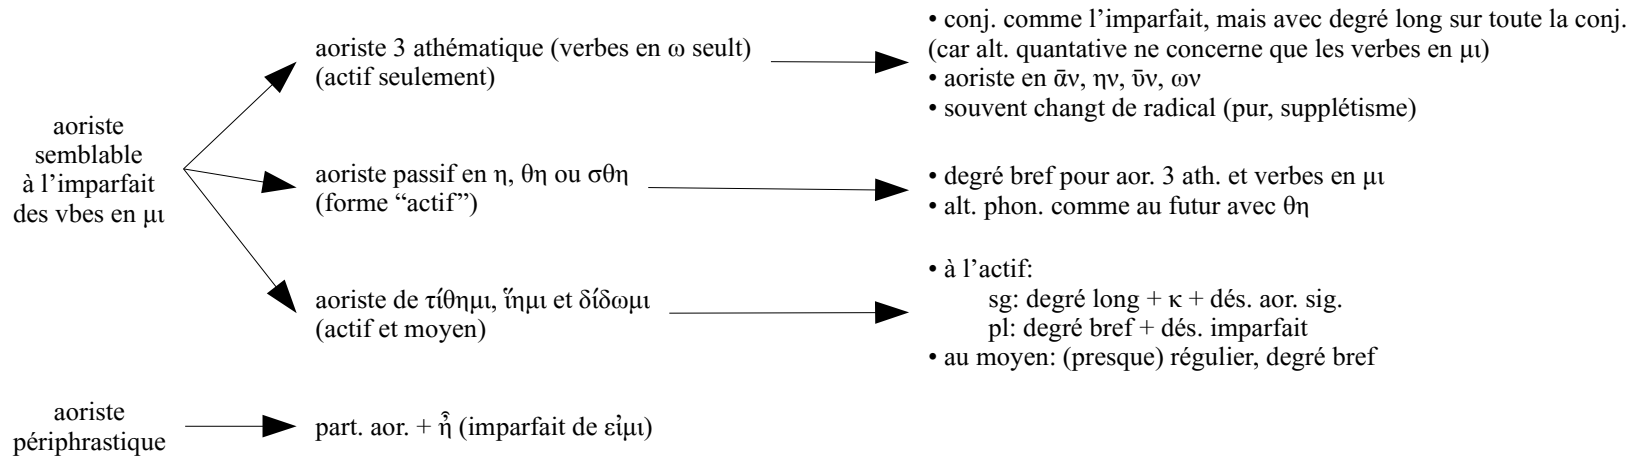 aoriste
semblable
à l’imparfait
des vbes en μι
aoriste 3 athématique (verbes en ω seult)
(actif seulement)
• conj. comme l’imparfait, mais avec degré long sur toute la conj.
(car alt. quantative ne concerne que les verbes en μι)
• aoriste en ᾱν, ην, ῡν, ων
• souvent changt de radical (pur, supplétisme)
aoriste passif en η, θη ou σθη
(forme “actif”)
• degré bref pour aor. 3 ath. et verbes en μι
• alt. phon. comme au futur avec θη
aoriste de τίθημι, ἵημι et δίδωμι
(actif et moyen)
• à l’actif:
sg: degré long + κ + dés. aor. sig.
pl: degré bref + dés. imparfait
• au moyen: (presque) régulier, degré bref
aoriste
périphrastique
part. aor. + ἦ (imparfait de εἰμι)